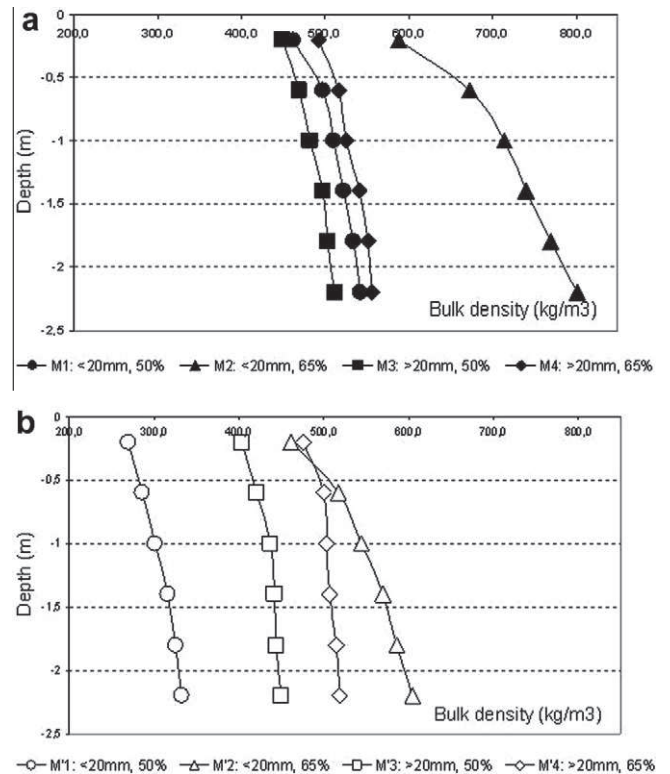 a
0
200,0 300,0 400,0 500,0 600,0 700,0 800,0
-0,5
-1
-1,5
-2
-2,5
Depth (m)
Bulk density (kg/m3)
M1: <20mm, 50% M2: <20mm, 65% M3: >20mm, 50% M4: >20mm, 65%
b
0
200,0 300,0 400,0 500,0 600,0 700,0 800,0
-0,5
-1
-1,5
-2
-2,5
Depth (m)
Bulk density (kg/m3)
M'1: <20mm, 50% M'2: <20mm, 65% M'3: >20mm, 50% M'4: >20mm, 65%